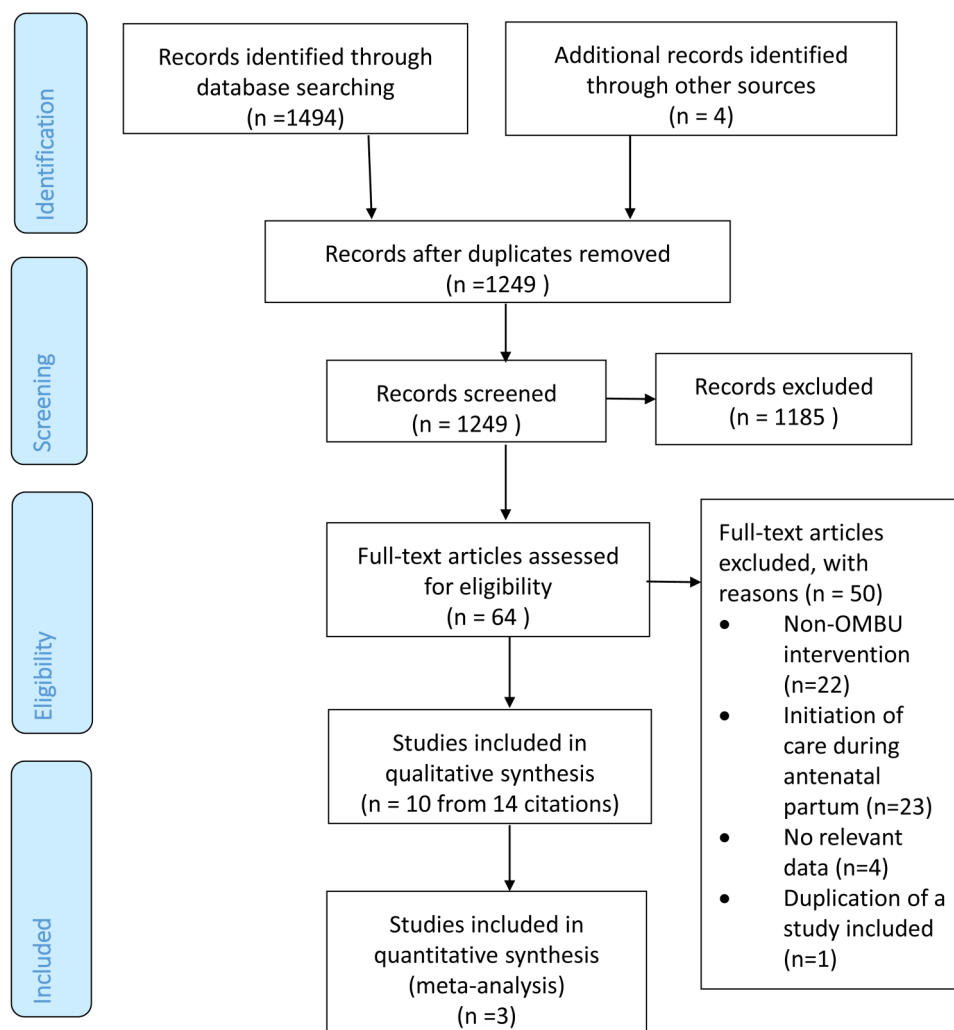 Identification
Records identified through
database searching
(n =1494)
Additional records identified
through other sources
(n = 4)
Records after duplicates removed
(n =1249 )
Screening
Records screened
(n = 1249 )
Records excluded
(n = 1185 )
Eligibility
Full-text articles assessed
for eligibility
(n = 64 )
Full-text articles
excluded, with
reasons (n = 50)
• Non-OMBU
intervention
(n=22)
• Initiation of
care during
antenatal
partum (n=23)
• No relevant
data (n=4)
• Duplication of a
study included
(n=1)
Studies included in
qualitative synthesis
(n = 10 from 14 citations)
Included
Studies included in
quantitative synthesis
(meta-analysis)
(n =3)